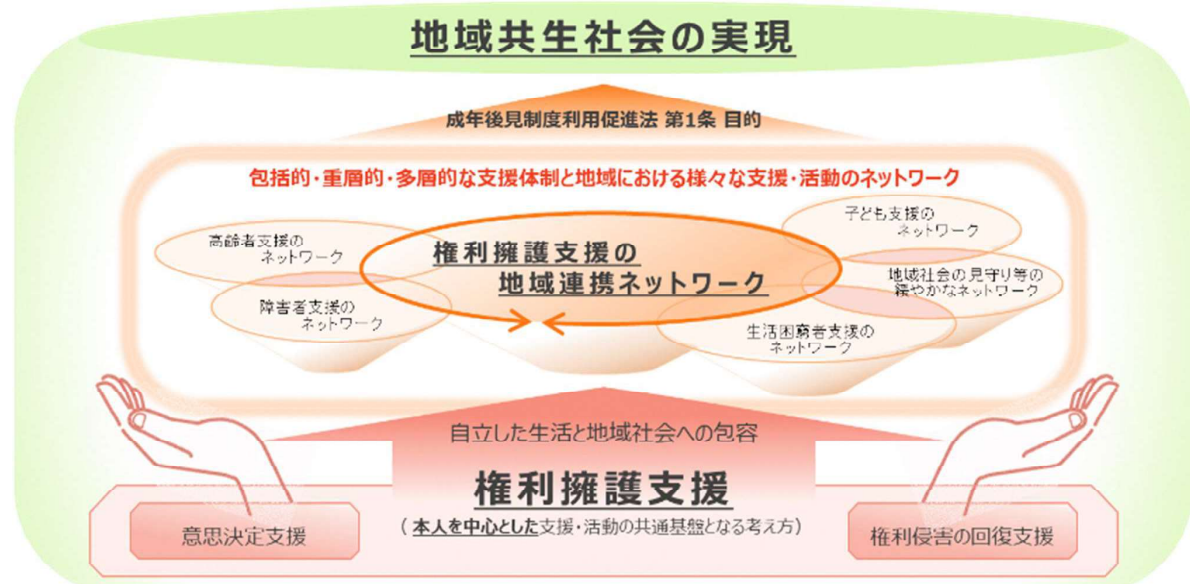 地域共生社会の実現
成年後見制度利用促進法 第1条 目的
包括的・重層的・多層的な支援体制と地域における様々な支援・活動のネットワーク
高齢者支援の
ネットワーク
障害者支援の
ネットワーク
権利擁護支援の
地域連携ネットワーク
子ども支援の
ネットワーク
地域社会の見守り等の
緩やかなネットワーク
生活困窮者支援の
ネットワーク
自立した生活と地域社会への包容
権利擁護支援
(本人を中心とした支援・活動の共通基盤となる考え方)
意思決定支援
権利侵害の回復支援